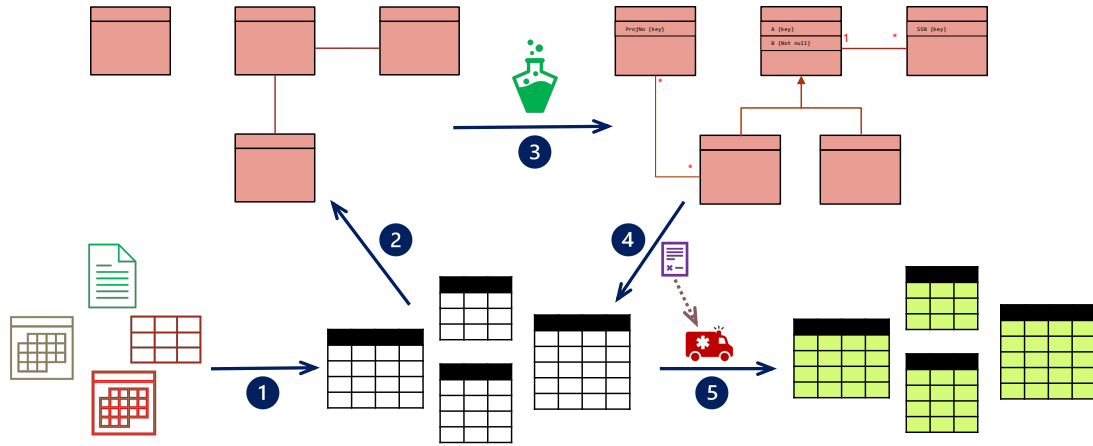 ProjNo {key}
A {key}
B {Not null}
1
*
SSN {key}
*
*
3
2
4
1
5